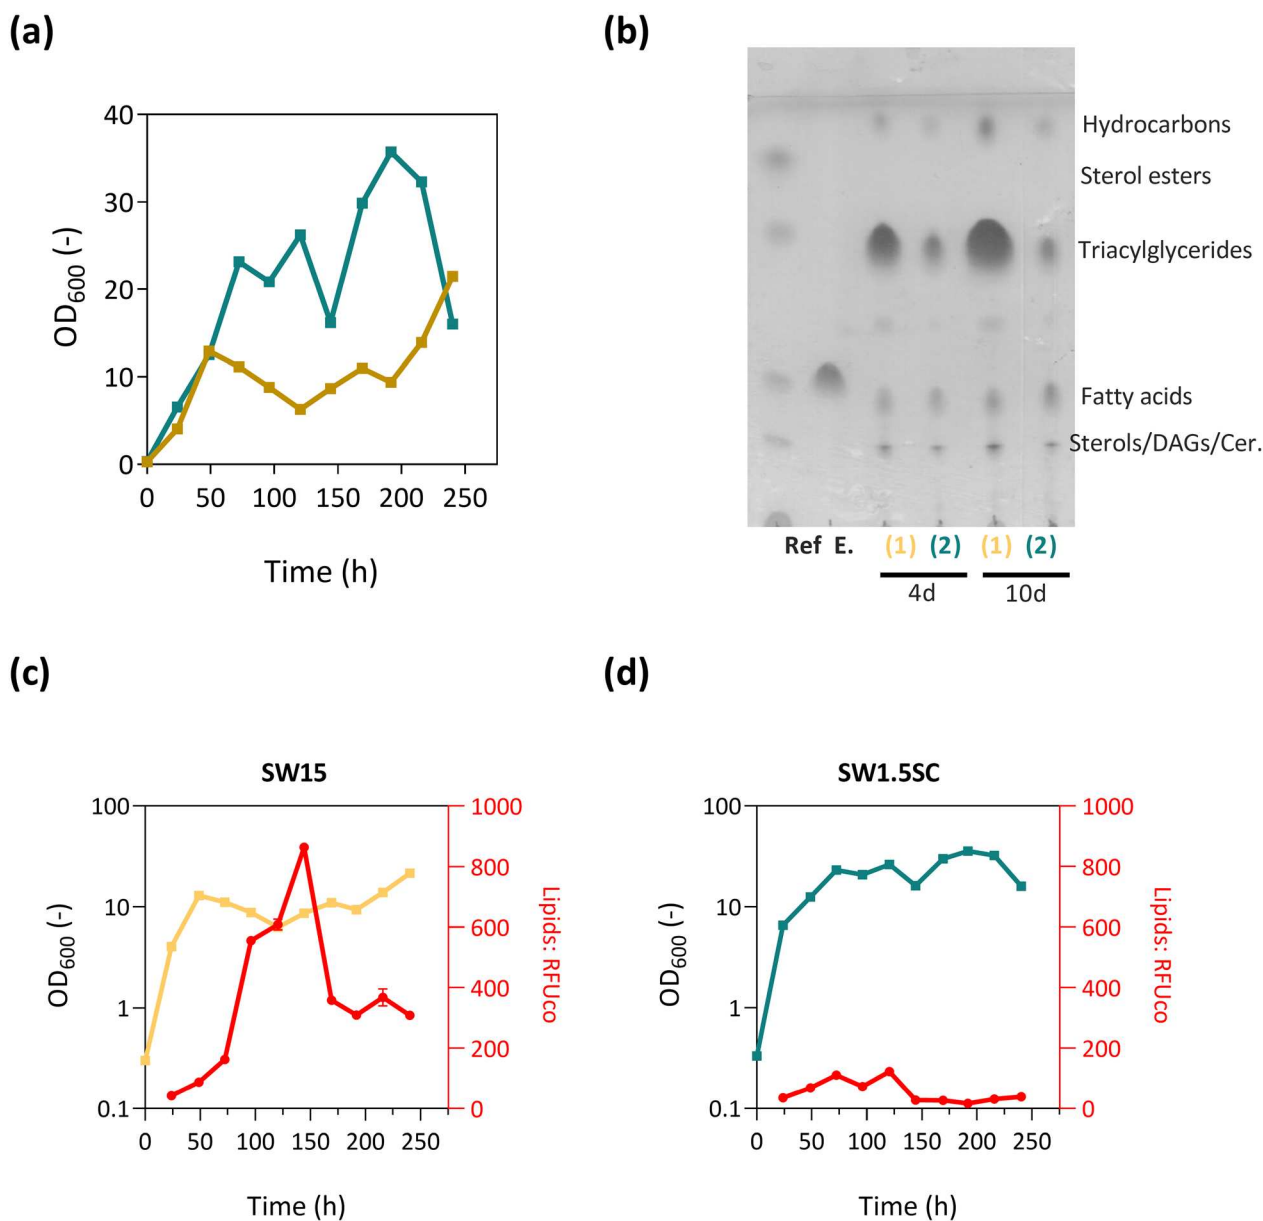 (a)
40
30
20
10
0
OD600 (-)
0 50 100 150 200 250
Time (h)
(b)
Hydrocarbons
Sterol esters
Triacylglycerides
Fatty acids
Sterols/DAGs/Cer.
Ref E. (1) (2) (1) (2)
4d 10d
(c)
SW15
100
10
1
0.1
OD600 (-)
1000
800
600
400
200
0
Lipids: RFUco
0 50 100 150 200 250
Time (h)
(d)
SW1.5SC
100
10
1
0.1
OD600 (-)
1000
800
600
400
200
0
Lipids: RFUco
0 50 100 150 200 250
Time (h)